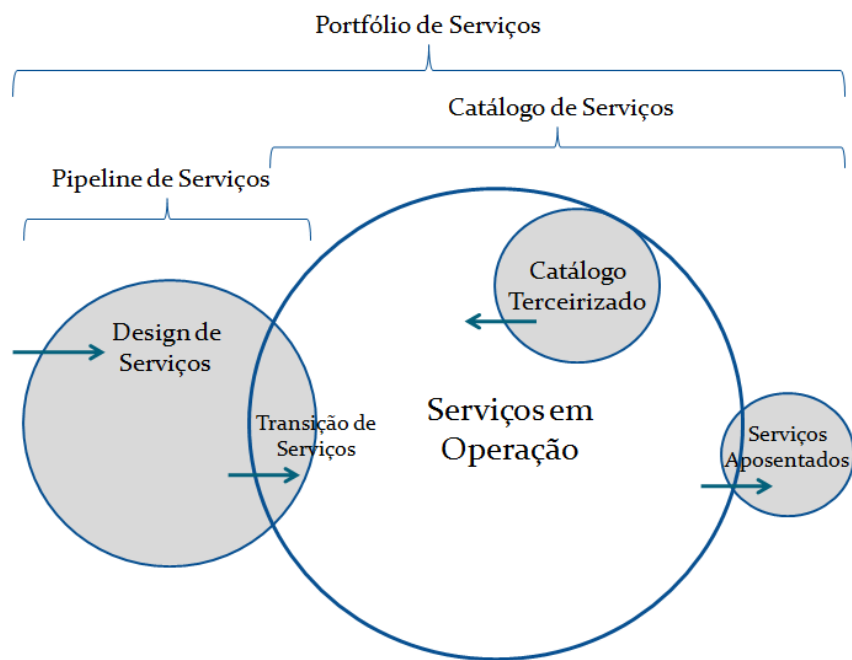 Portfólio de Serviços
Catálogo de Serviços
Pipeline de Serviços
Catálogo
Terceirizado
Design de
Serviços
Serviços em
Operação
Transição de
Serviços
Serviços
Aposentados